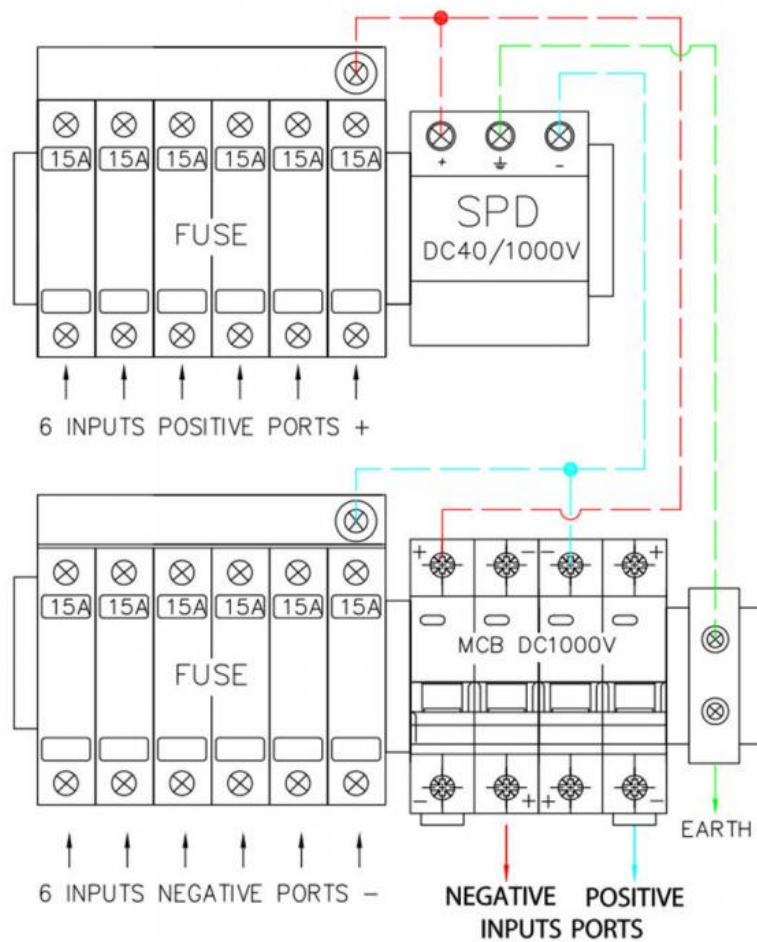 15A 15A 15A 15A 15A 15A
+ ⏚ -
FUSE
SPD
DC40/1000V
6 INPUTS POSITIVE PORTS +
+ - - +
15A 15A 15A 15A 15A 15A
MCB DC1000V
FUSE
- + + -
EARTH
6 INPUTS NEGATIVE PORTS -
NEGATIVE POSITIVE
INPUTS PORTS